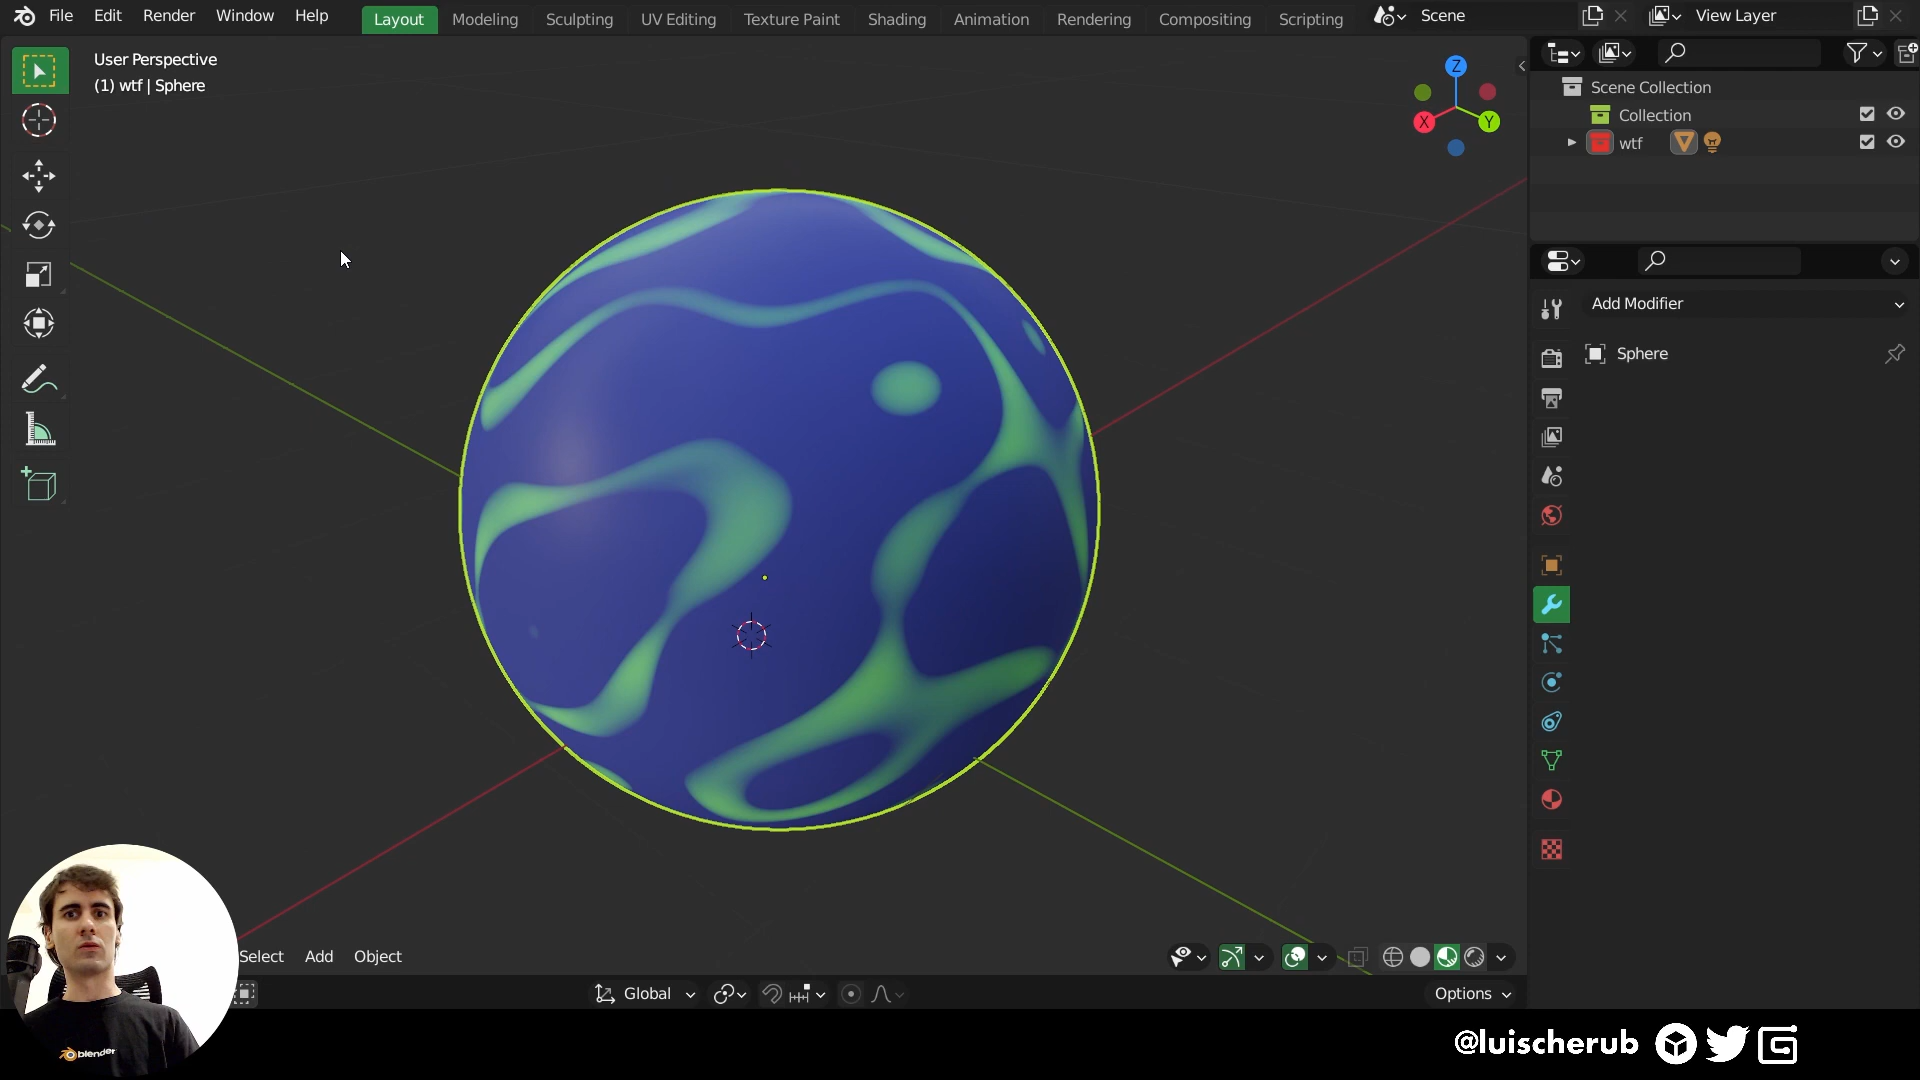 File Edit Render Window Help
Layout Modeling Sculpting UV Editing Texture Paint Shading Animation Rendering Compositing Scripting
Scene
View Layer
User Perspective
(1) wtf | Sphere
Z
X
Y
Scene Collection
Collection
wtf
Add Modifier
Sphere
Select Add Object
Global
Options
blender
@luischerub